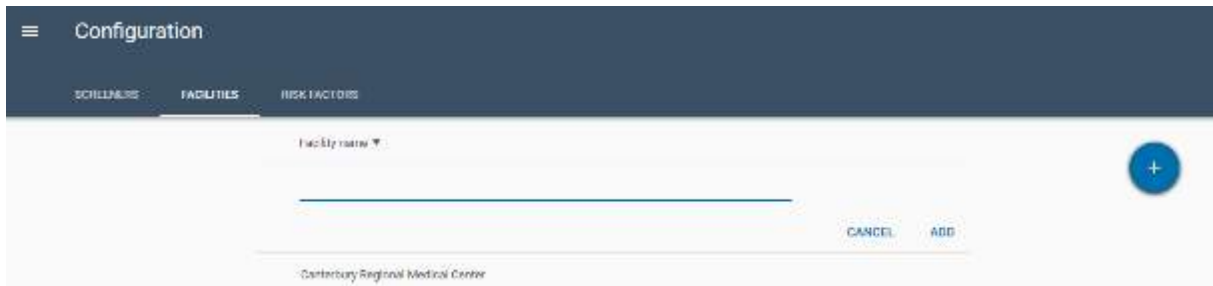 Configuration
SCREENERS FACILITIES RISK FACTORS
Facility name ▼
+
CANCEL ADD
Canterbury Regional Medical Center